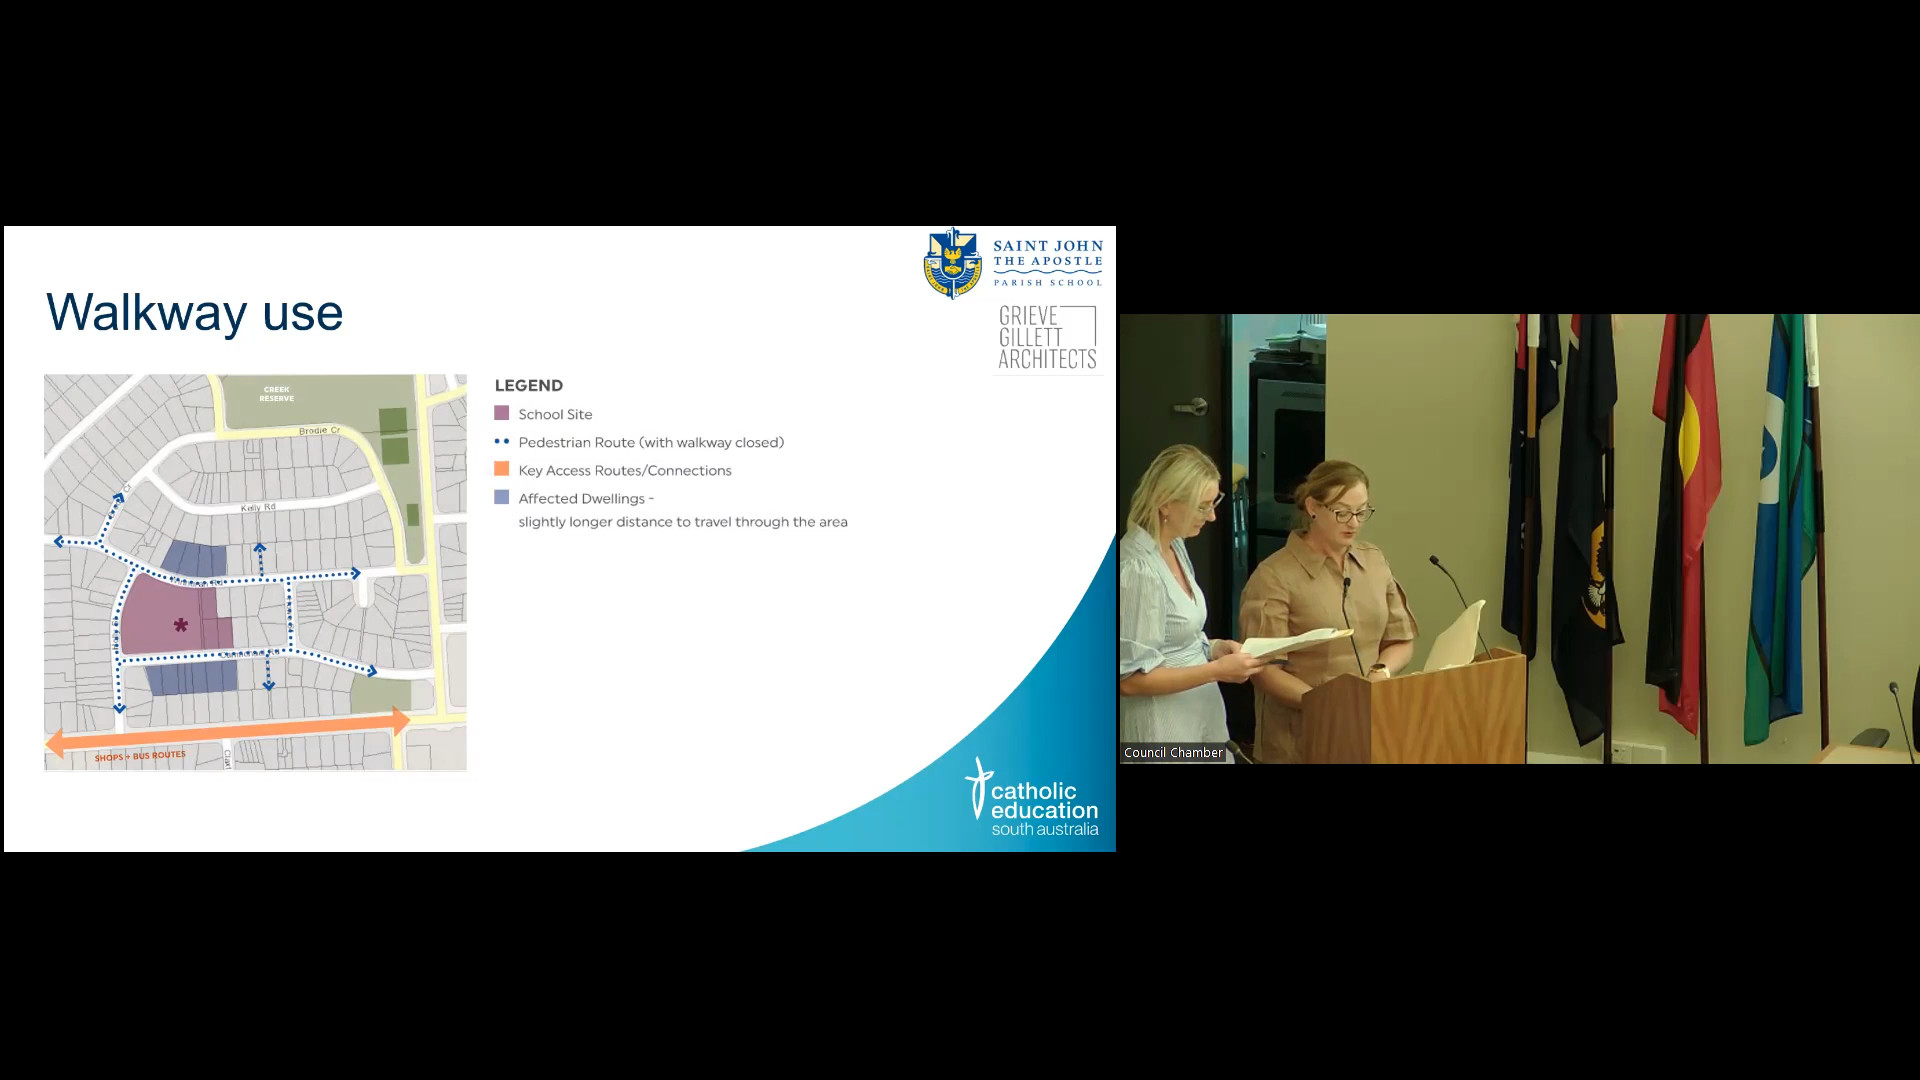 SAINT JOHN
THE APOSTLE
PARISH SCHOOL
GRIEVE
GILLETT
ARCHITECTS
Walkway use
CREEK
RESERVE
Brodie Cr
Kelly Rd
SHOPS + BUS ROUTES
LEGEND
School Site
Pedestrian Route (with walkway closed)
Key Access Routes/Connections
Affected Dwellings -
slightly longer distance to travel through the area
catholic
education
south australia
Council Chamber